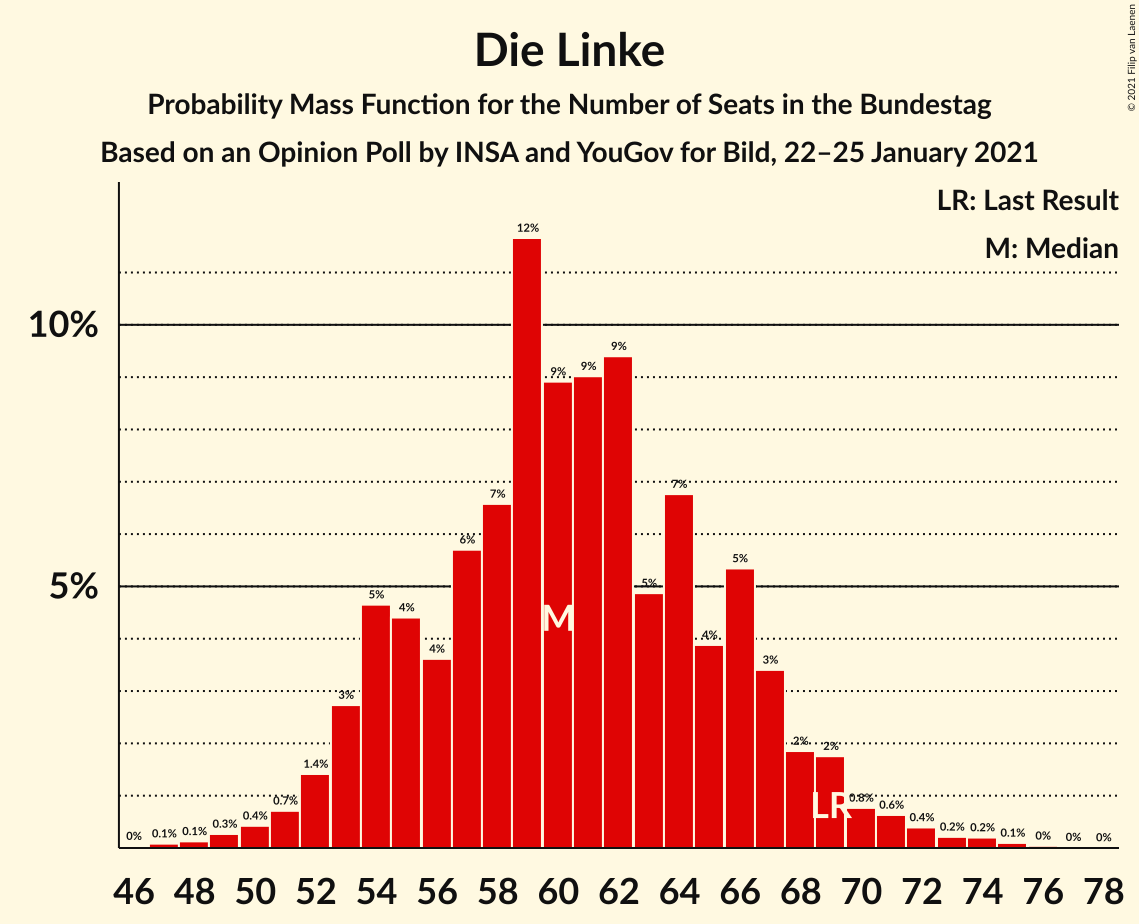 Die Linke
Probability Mass Function for the Number of Seats in the Bundestag
Based on an Opinion Poll by INSA and YouGov for Bild, 22–25 January 2021
© 2021 Filip van Laenen
LR: Last Result
M: Median
10%
5%
0% 0.1% 0.1% 0.3% 0.4% 0.7% 1.4% 3% 5% 4% 4% 6% 7% 12% 9% 9% 9% 5% 7% 4% 5% 3% 2% 2% 0.8% 0.6% 0.4% 0.2% 0.2% 0.1% 0% 0% 0%
M
LR
46 48 50 52 54 56 58 60 62 64 66 68 70 72 74 76 78